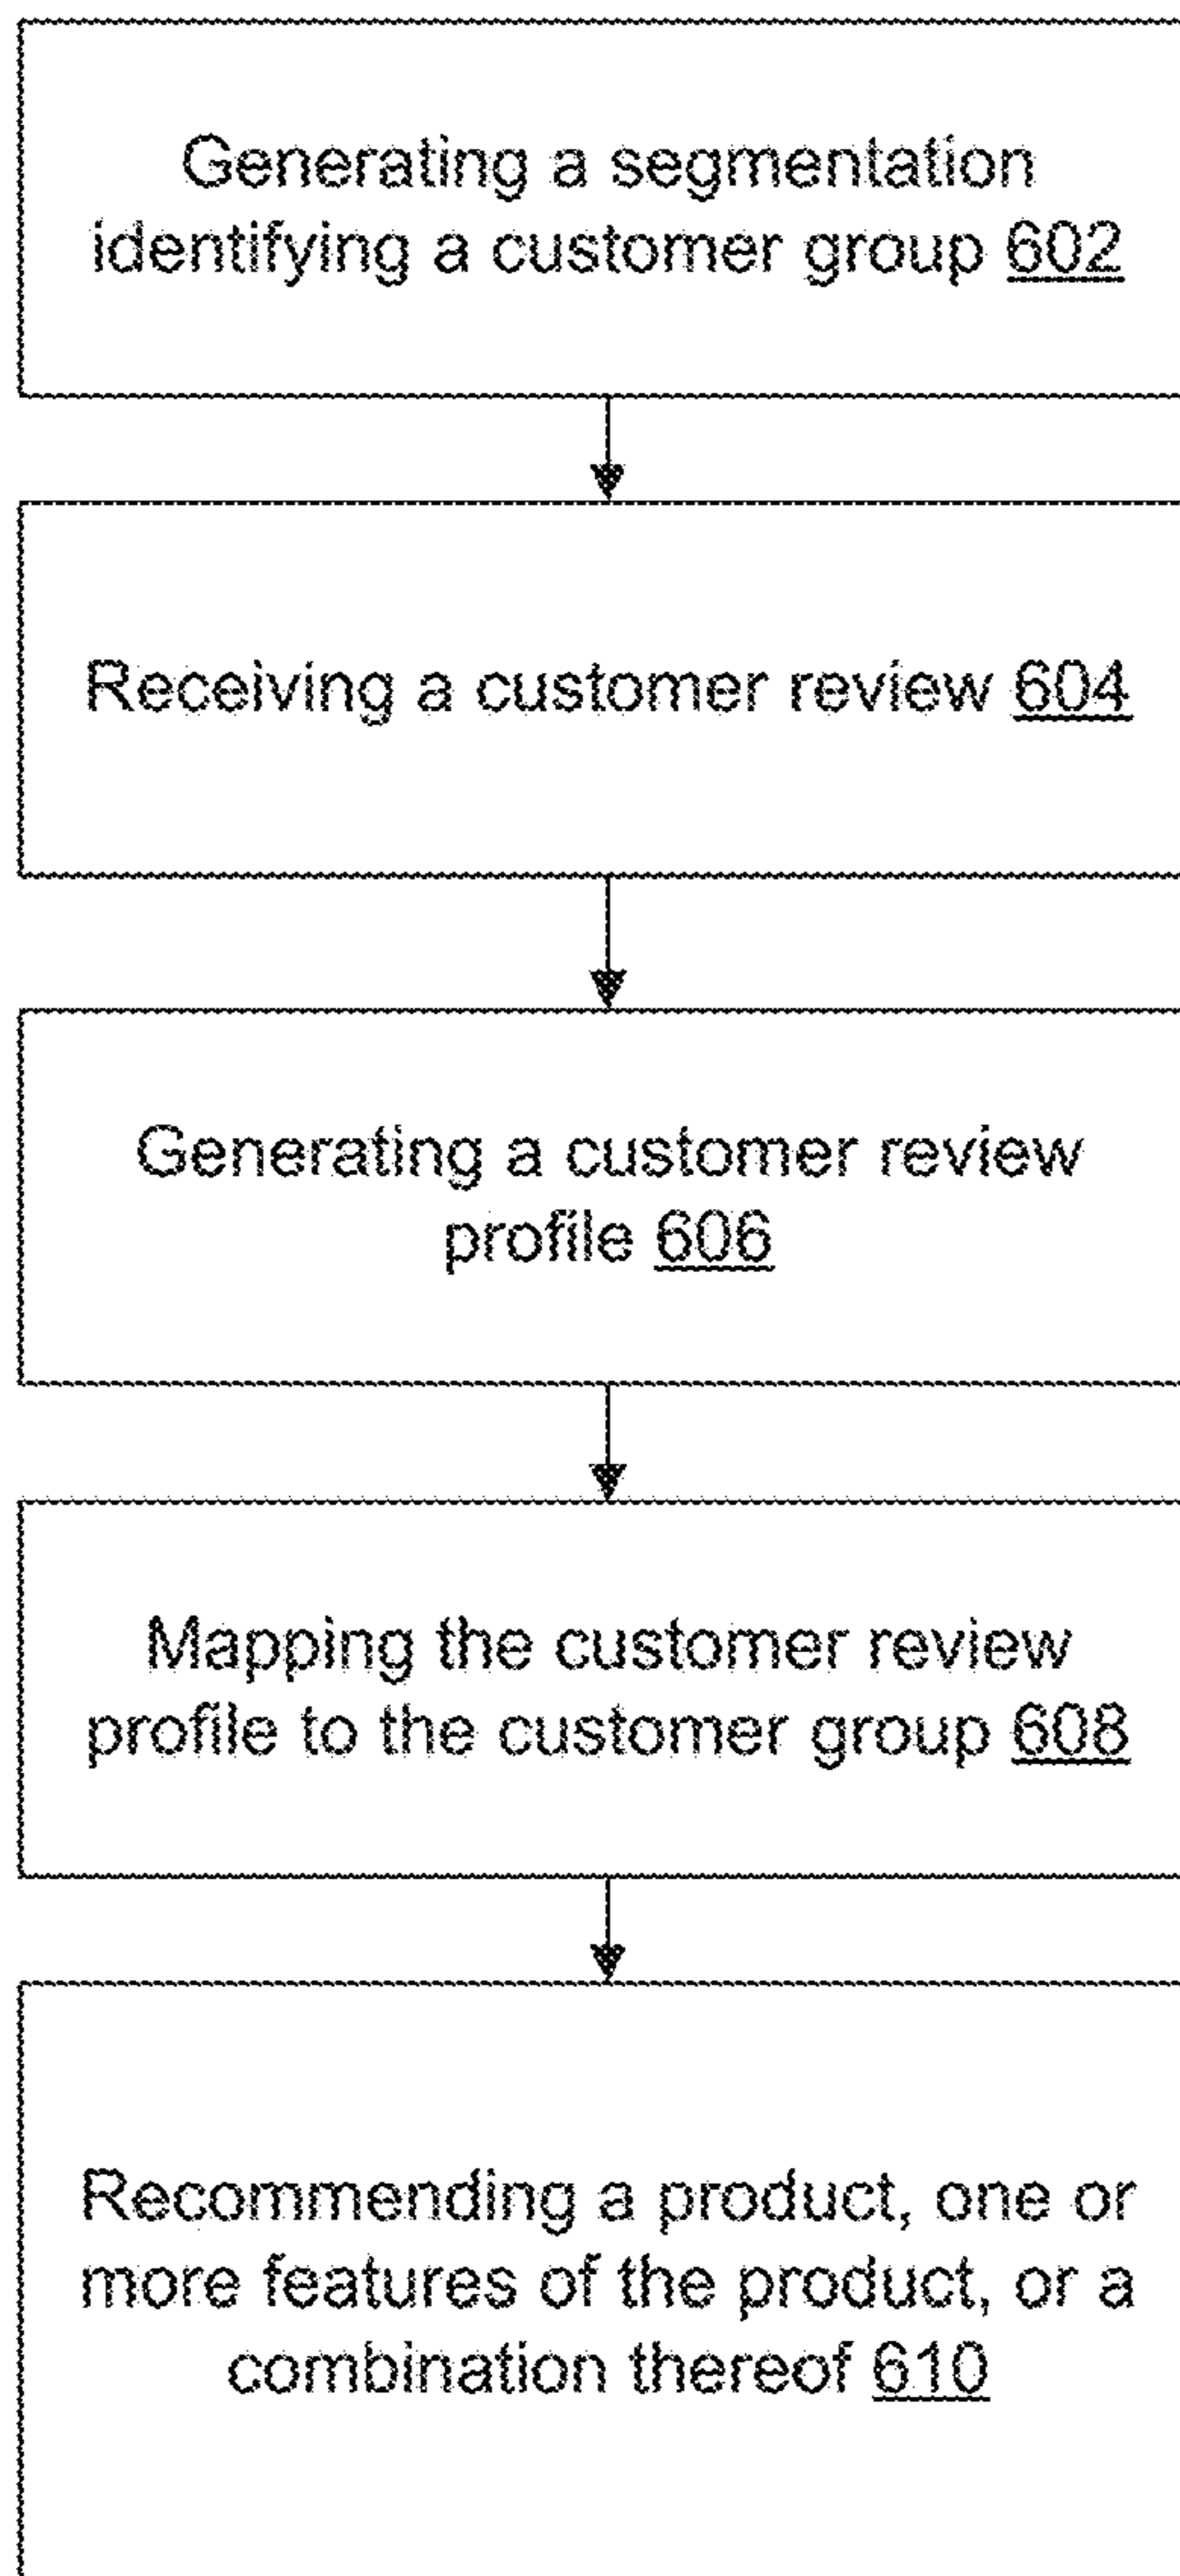 Generating a segmentation
identifying a customer group 602
Receiving a customer review 604
Generating a customer review
profile 606
Mapping the customer review
profile to the customer group 608
Recommending a product, one or
more features of the product, or a
combination thereof 610